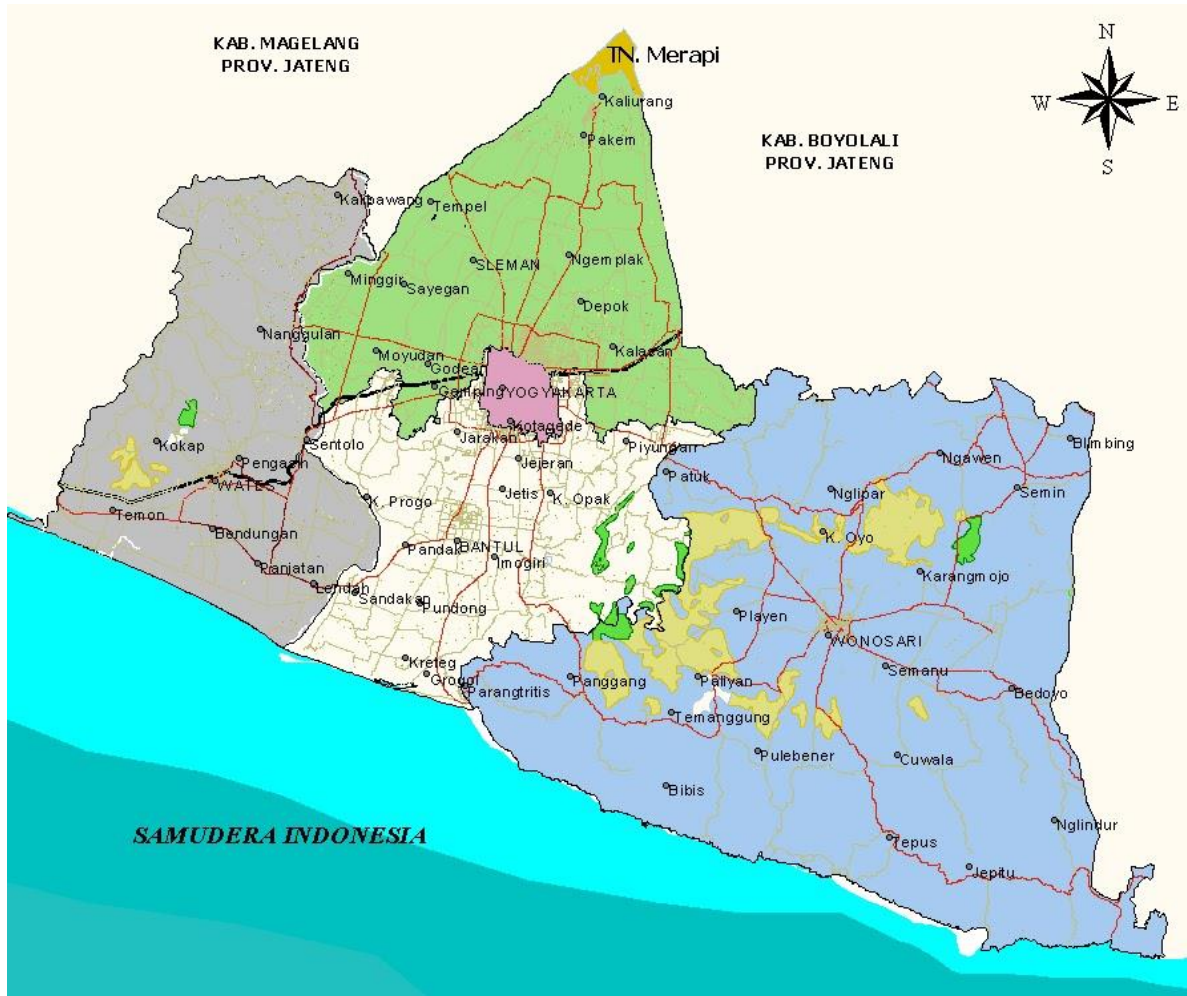 KAB. MAGELANG
PROV. JATENG
TN. Merapi
N
W
E
S
Kaliurang
KAB. BOYOLALI
PROV. JATENG
Pakem
Kalibawang
Tempel
SLEMAN
Ngemplak
Minggir
Sayegan
Depok
Nanggulan
Moyudan
Kalasan
Godean
Gamping
YOGYAKARTA
Kotagede
Jarakan
Kokap
Sentolo
Piyungan
Blimbing
Pengasih
Jejeran
Ngawen
WATES
Patuk
K. Progo
Jetis
K. Opak
Nglipar
Semin
Temon
Bendungan
K. Oyo
Pandak
BANTUL
Imogiri
Panjatan
Karangmojo
Lendah
Sandakan
Pundong
Playen
WONOSARI
Kreteg
Semanu
Grogol
Parangtritis
Panggang
Paliyan
Bedoyo
Temanggung
Pulebener
Cuwala
Bibis
SAMUDERA INDONESIA
Nglindur
Tepus
Jepitu